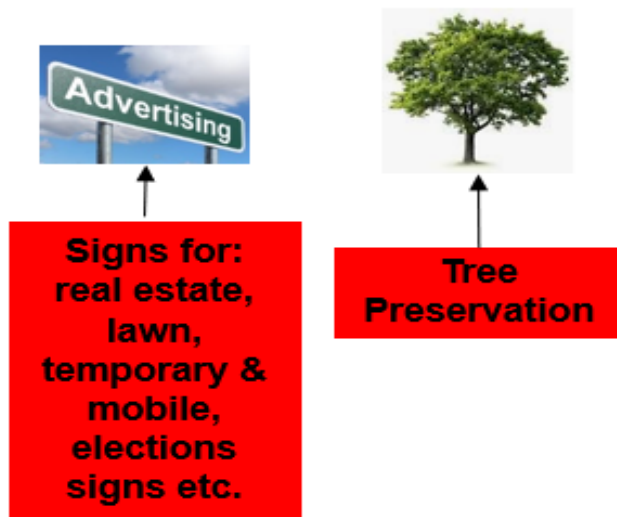 Advertising
Signs for:
real estate,
lawn,
temporary &
mobile,
elections
signs etc.
Tree
Preservation